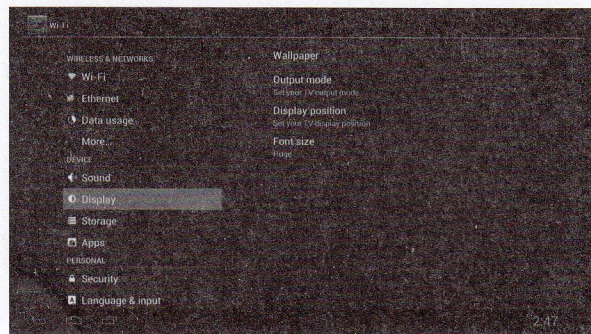 Wi-Fi
WIRELESS & NETWORKS
Wi-Fi
Ethernet
Data usage
More...
DEVICE
Sound
Display
Storage
Apps
PERSONAL
Security
Language & input
Wallpaper
Output mode
Set your TV output mode
Display position
Set your TV display position
Font size
Huge
2:47